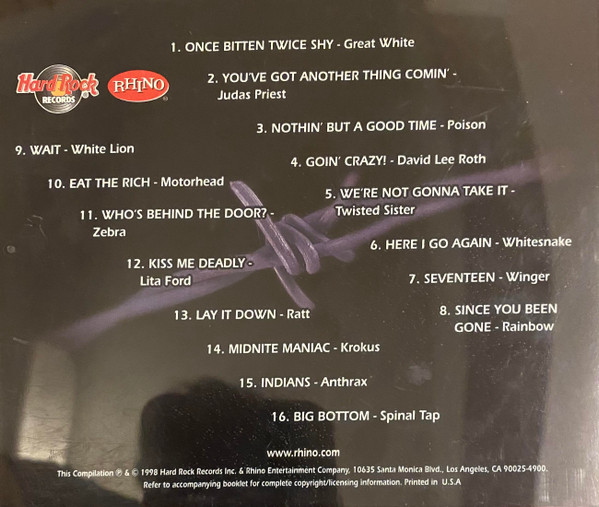 1. ONCE BITTEN TWICE SHY - Great White
Hard Rock
RECORDS
RHINO
2. YOU'VE GOT ANOTHER THING COMIN' -
Judas Priest
3. NOTHIN' BUT A GOOD TIME - Poison
4. GOIN' CRAZY! - David Lee Roth
5. WE'RE NOT GONNA TAKE IT -
Twisted Sister
6. HERE I GO AGAIN - Whitesnake
7. SEVENTEEN - Winger
8. SINCE YOU BEEN
GONE - Rainbow
9. WAIT - White Lion
10. EAT THE RICH - Motorhead
11. WHO'S BEHIND THE DOOR? -
Zebra
12. KISS ME DEADLY -
Lita Ford
13. LAY IT DOWN - Ratt
14. MIDNITE MANIAC - Krokus
15. INDIANS - Anthrax
16. BIG BOTTOM - Spinal Tap
www.rhino.com
This Compilation ℗ & © 1998 Hard Rock Records Inc. & Rhino Entertainment Company, 10635 Santa Monica Blvd., Los Angeles, CA 90025-4900.
Refer to accompanying booklet for complete copyright/licensing information. Printed in U.S.A